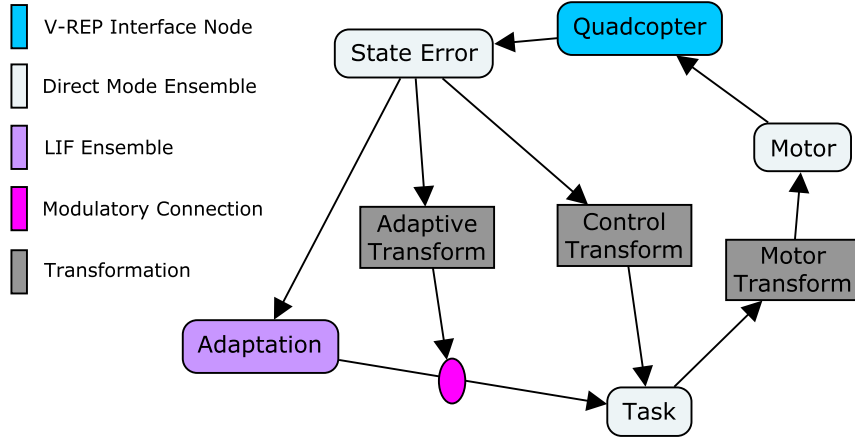 V-REP Interface Node
Direct Mode Ensemble
LIF Ensemble
Modulatory Connection
Transformation
Quadcopter
State Error
Motor
Adaptive
Transform
Control
Transform
Motor
Transform
Adaptation
Task